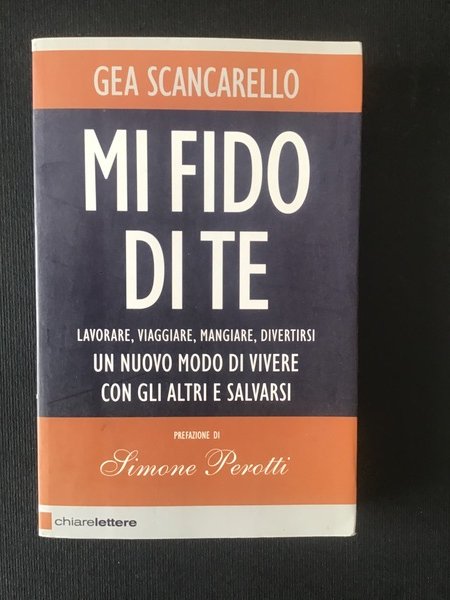 GEA SCANCARELLO
MI FIDO
DI TE
LAVORARE, VIAGGIARE, MANGIARE, DIVERTIRSI
UN NUOVO MODO DI VIVERE
CON GLI ALTRI E SALVARSI
PREFAZIONE DI
Simone Perotti
chiarelettere